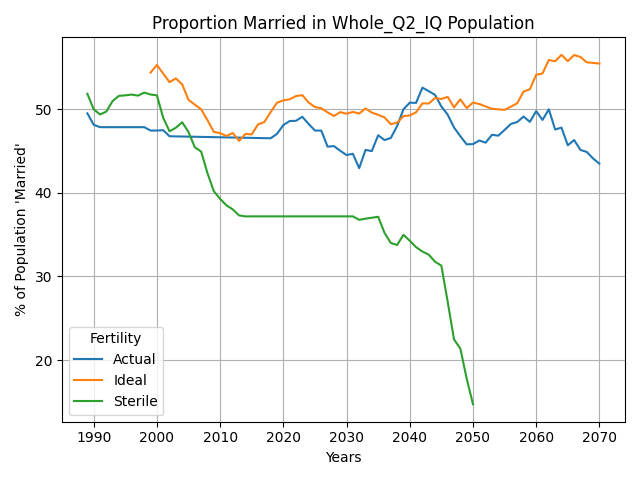 Proportion Married in Whole_Q2_IQ Population
% of Population 'Married'
50
40
30
20
Fertility
Actual
Ideal
Sterile
1990 2000 2010 2020 2030 2040 2050 2060 2070
Years